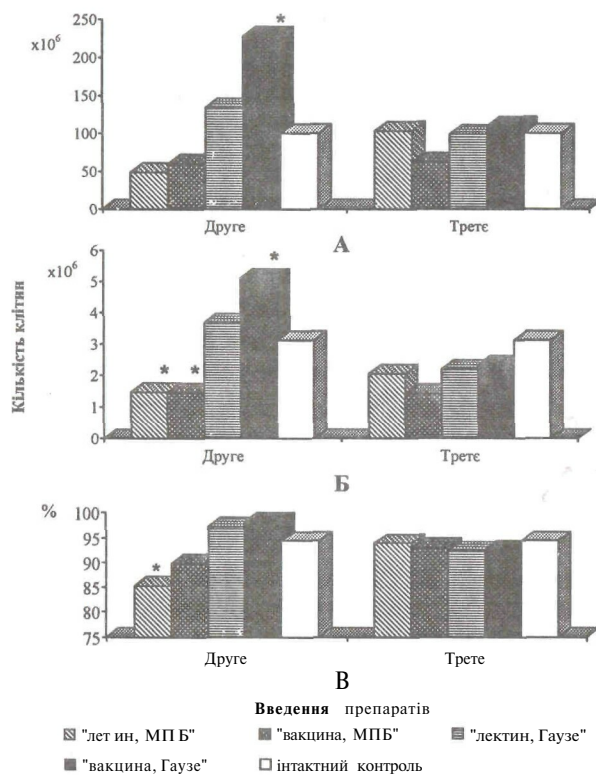 x10⁶
250
200
150
100
50
0
*
Друге
Третє
А
Кількість клітин
x10⁶
6
5
4
3
2
1
0
* *
*
Друге
Третє
Б
%
100
95
90
85
80
75
*
Друге
Трете
В
Введення препаратів
"лет ин, МП Б" "вакцина, МПБ" "лектин, Гаузе"
"вакцина, Гаузе" інтактний контроль